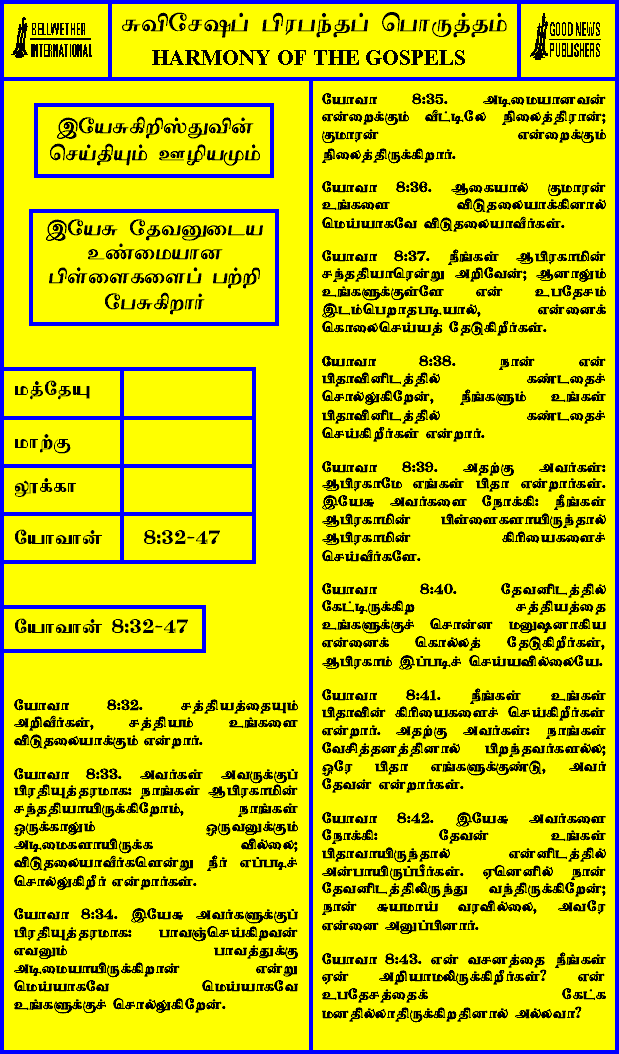 BELLWETHER
INTERNATIONAL
சுவிசேஷப் பிரபந்தப் பொருத்தம்
HARMONY OF THE GOSPELS
GOOD NEWS
PUBLISHERS
இயேசுகிறிஸ்துவின்
செய்தியும் ஊழியமும்
இயேசு தேவனுடைய
உண்மையான
பிள்ளைகளைப் பற்றி
பேசுகிறார்
மத்தேயு
மாற்கு
லூக்கா
யோவான் 8:32-47
யோவான் 8:32-47
யோவா 8:32. சத்தியத்தையும்
அறிவீர்கள், சத்தியம் உங்களை
விடுதலையாக்கும் என்றார்.
யோவா 8:33. அவர்கள் அவருக்குப்
பிரதியுத்தரமாக: நாங்கள் ஆபிரகாமின்
சந்ததியாயிருக்கிறோம், நாங்கள்
ஒருக்காலும் ஒருவனுக்கும்
அடிமைகளாயிருக்க வில்லை;
விடுதலையாவீர்களென்று நீர் எப்படிச்
சொல்லுகிறீர் என்றார்கள்.
யோவா 8:34. இயேசு அவர்களுக்குப்
பிரதியுத்தரமாக: பாவஞ்செய்கிறவன்
எவனும் பாவத்துக்கு
அடிமையாயிருக்கிறான் என்று
மெய்யாகவே மெய்யாகவே
உங்களுக்குச் சொல்லுகிறேன்.
யோவா 8:35. அடிமையானவன்
என்றைக்கும் வீட்டிலே நிலைத்திரான்;
குமாரன் என்றைக்கும்
நிலைத்திருக்கிறார்.
யோவா 8:36. ஆகையால் குமாரன்
உங்களை விடுதலையாக்கினால்
மெய்யாகவே விடுதலையாவீர்கள்.
யோவா 8:37. நீங்கள் ஆபிரகாமின்
சந்ததியாரென்று அறிவேன்; ஆனாலும்
உங்களுக்குள்ளே என் உபதேசம்
இடம்பெறாதபடியால், என்னைக்
கொலைசெய்யத் தேடுகிறீர்கள்.
யோவா 8:38. நான் என்
பிதாவினிடத்தில் கண்டதைச்
சொல்லுகிறேன், நீங்களும் உங்கள்
பிதாவினிடத்தில் கண்டதைச்
செய்கிறீர்கள் என்றார்.
யோவா 8:39. அதற்கு அவர்கள்:
ஆபிரகாமே எங்கள் பிதா என்றார்கள்.
இயேசு அவர்களை நோக்கி: நீங்கள்
ஆபிரகாமின் பிள்ளைகளாயிருந்தால்
ஆபிரகாமின் கிரியைகளைச்
செய்வீர்களே.
யோவா 8:40. தேவனிடத்தில்
கேட்டிருக்கிற சத்தியத்தை
உங்களுக்குச் சொன்ன மனுஷனாகிய
என்னைக் கொல்லத் தேடுகிறீர்கள்,
ஆபிரகாம் இப்படிச் செய்யவில்லையே.
யோவா 8:41. நீங்கள் உங்கள்
பிதாவின் கிரியைகளைச் செய்கிறீர்கள்
என்றார். அதற்கு அவர்கள்: நாங்கள்
வேசித்தனத்தினால் பிறந்தவர்களல்ல;
ஒரே பிதா எங்களுக்குண்டு, அவர்
தேவன் என்றார்கள்.
யோவா 8:42. இயேசு அவர்களை
நோக்கி: தேவன் உங்கள்
பிதாவாயிருந்தால் என்னிடத்தில்
அன்பாயிருப்பீர்கள். ஏனெனில் நான்
தேவனிடத்திலிருந்து வந்திருக்கிறேன்;
நான் சுயமாய் வரவில்லை, அவரே
என்னை அனுப்பினார்.
யோவா 8:43. என் வசனத்தை நீங்கள்
ஏன் அறியாமலிருக்கிறீர்கள்? என்
உபதேசத்தைக் கேட்க
மனதில்லாதிருக்கிறதினால் அல்லவா?